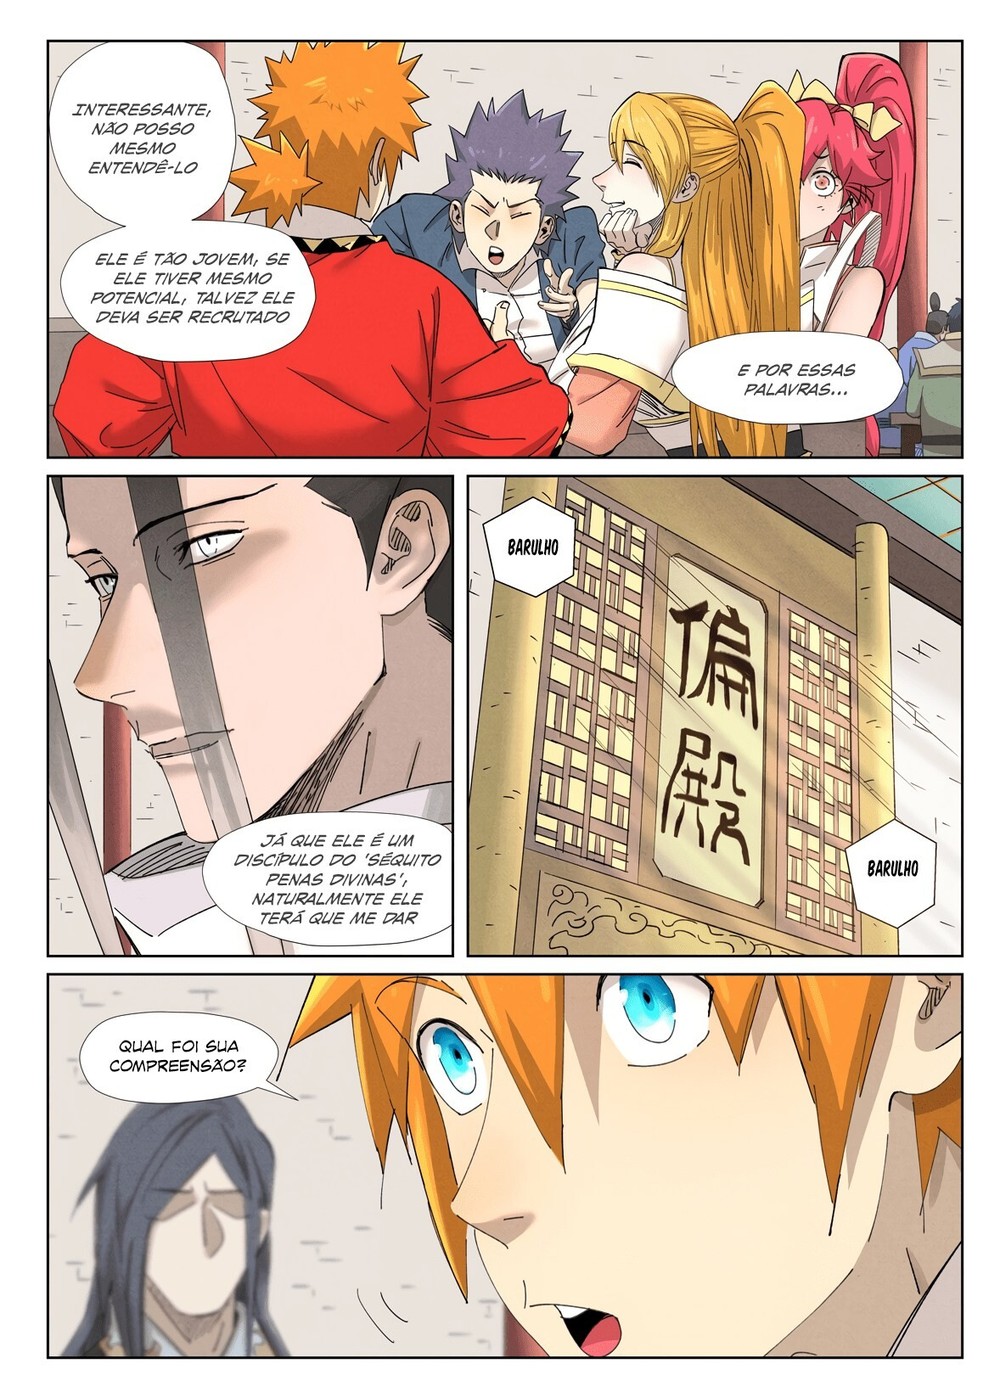 INTERESSANTE,
NÃO POSSO
MESMO
ENTENDÊ-LO
ELE É TÃO JOVEM, SE
ELE TIVER MESMO
POTENCIAL, TALVEZ ELE
DEVA SER RECRUTADO
E POR ESSAS
PALAVRAS...
JÁ QUE ELE É UM
DISCÍPULO DO 'SÉQUITO
PENAS DIVINAS',
NATURALMENTE ELE
TERÁ QUE ME DAR
BARULHO
偏
殿
BARULHO
QUAL FOI SUA
COMPREENSÃO?